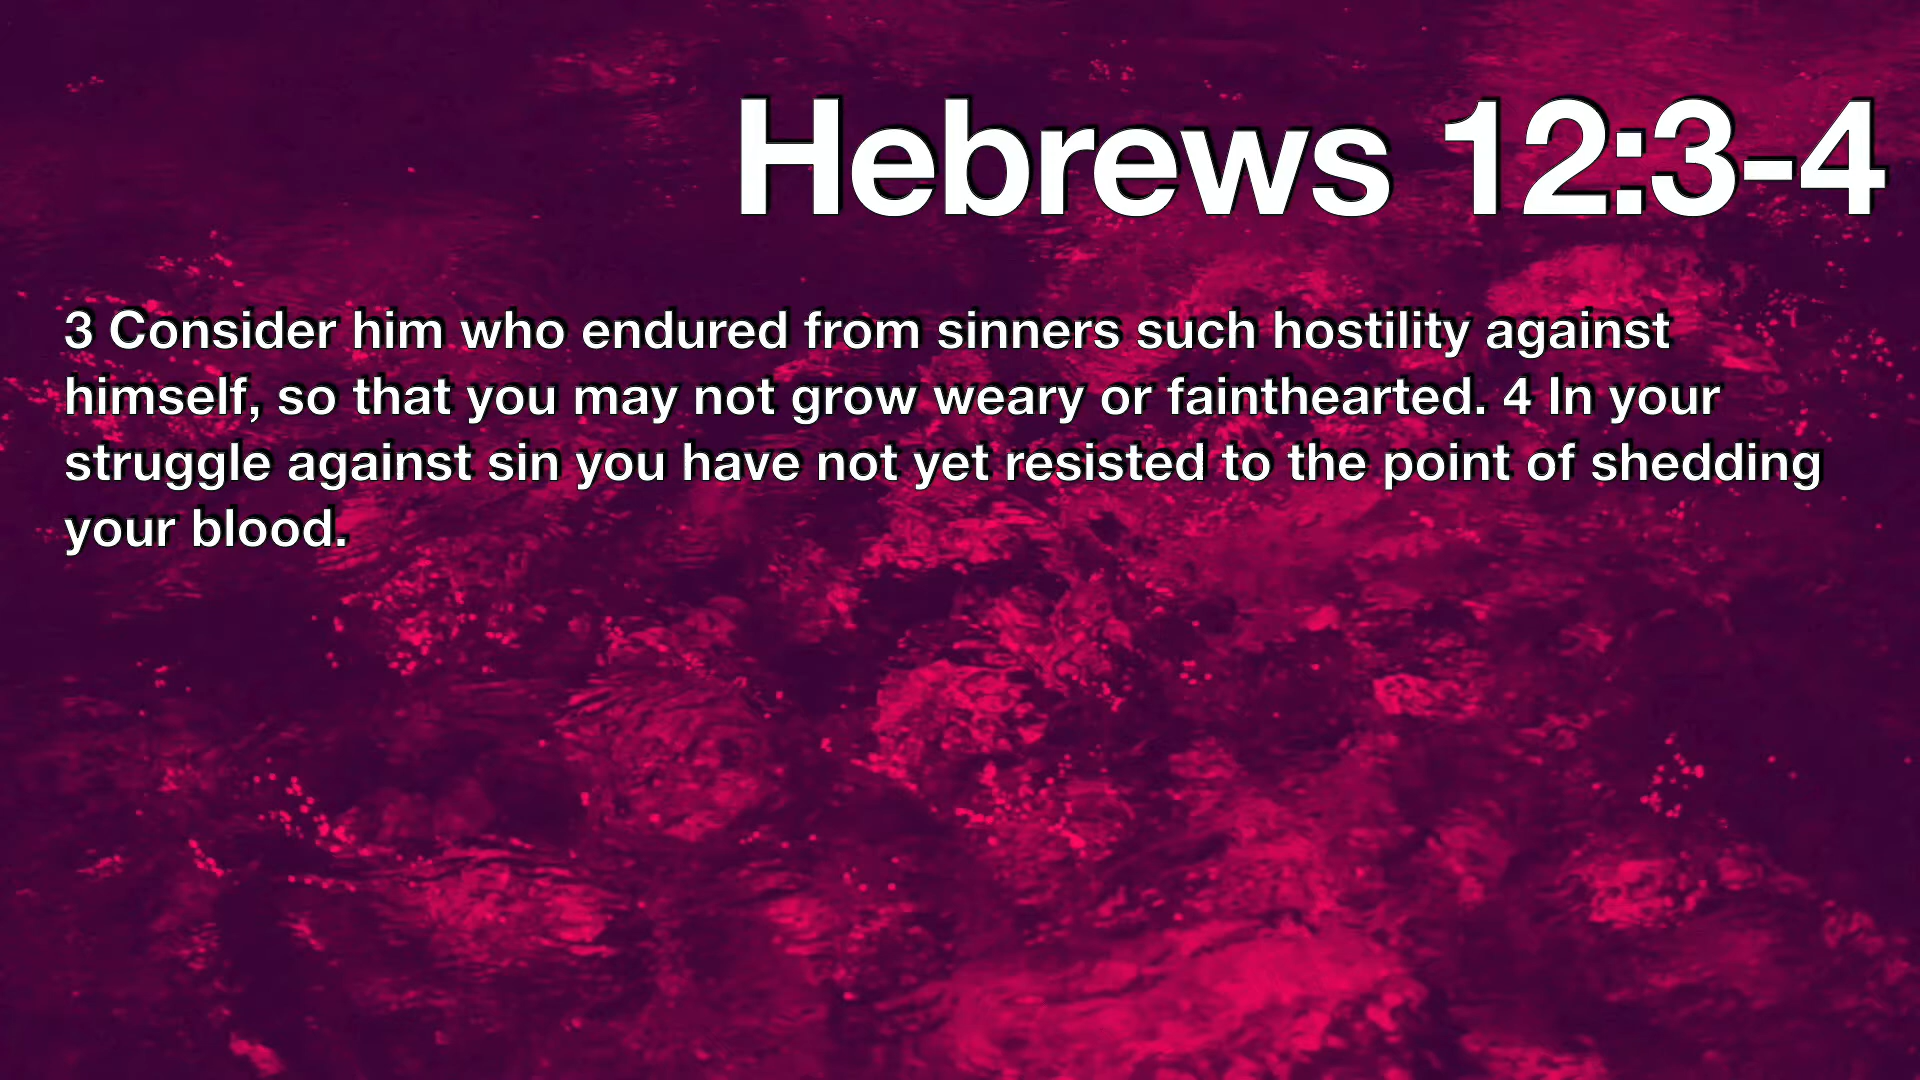 Hebrews 12:3-4
3 Consider him who endured from sinners such hostility against
himself, so that you may not grow weary or fainthearted. 4 In your
struggle against sin you have not yet resisted to the point of shedding
your blood.